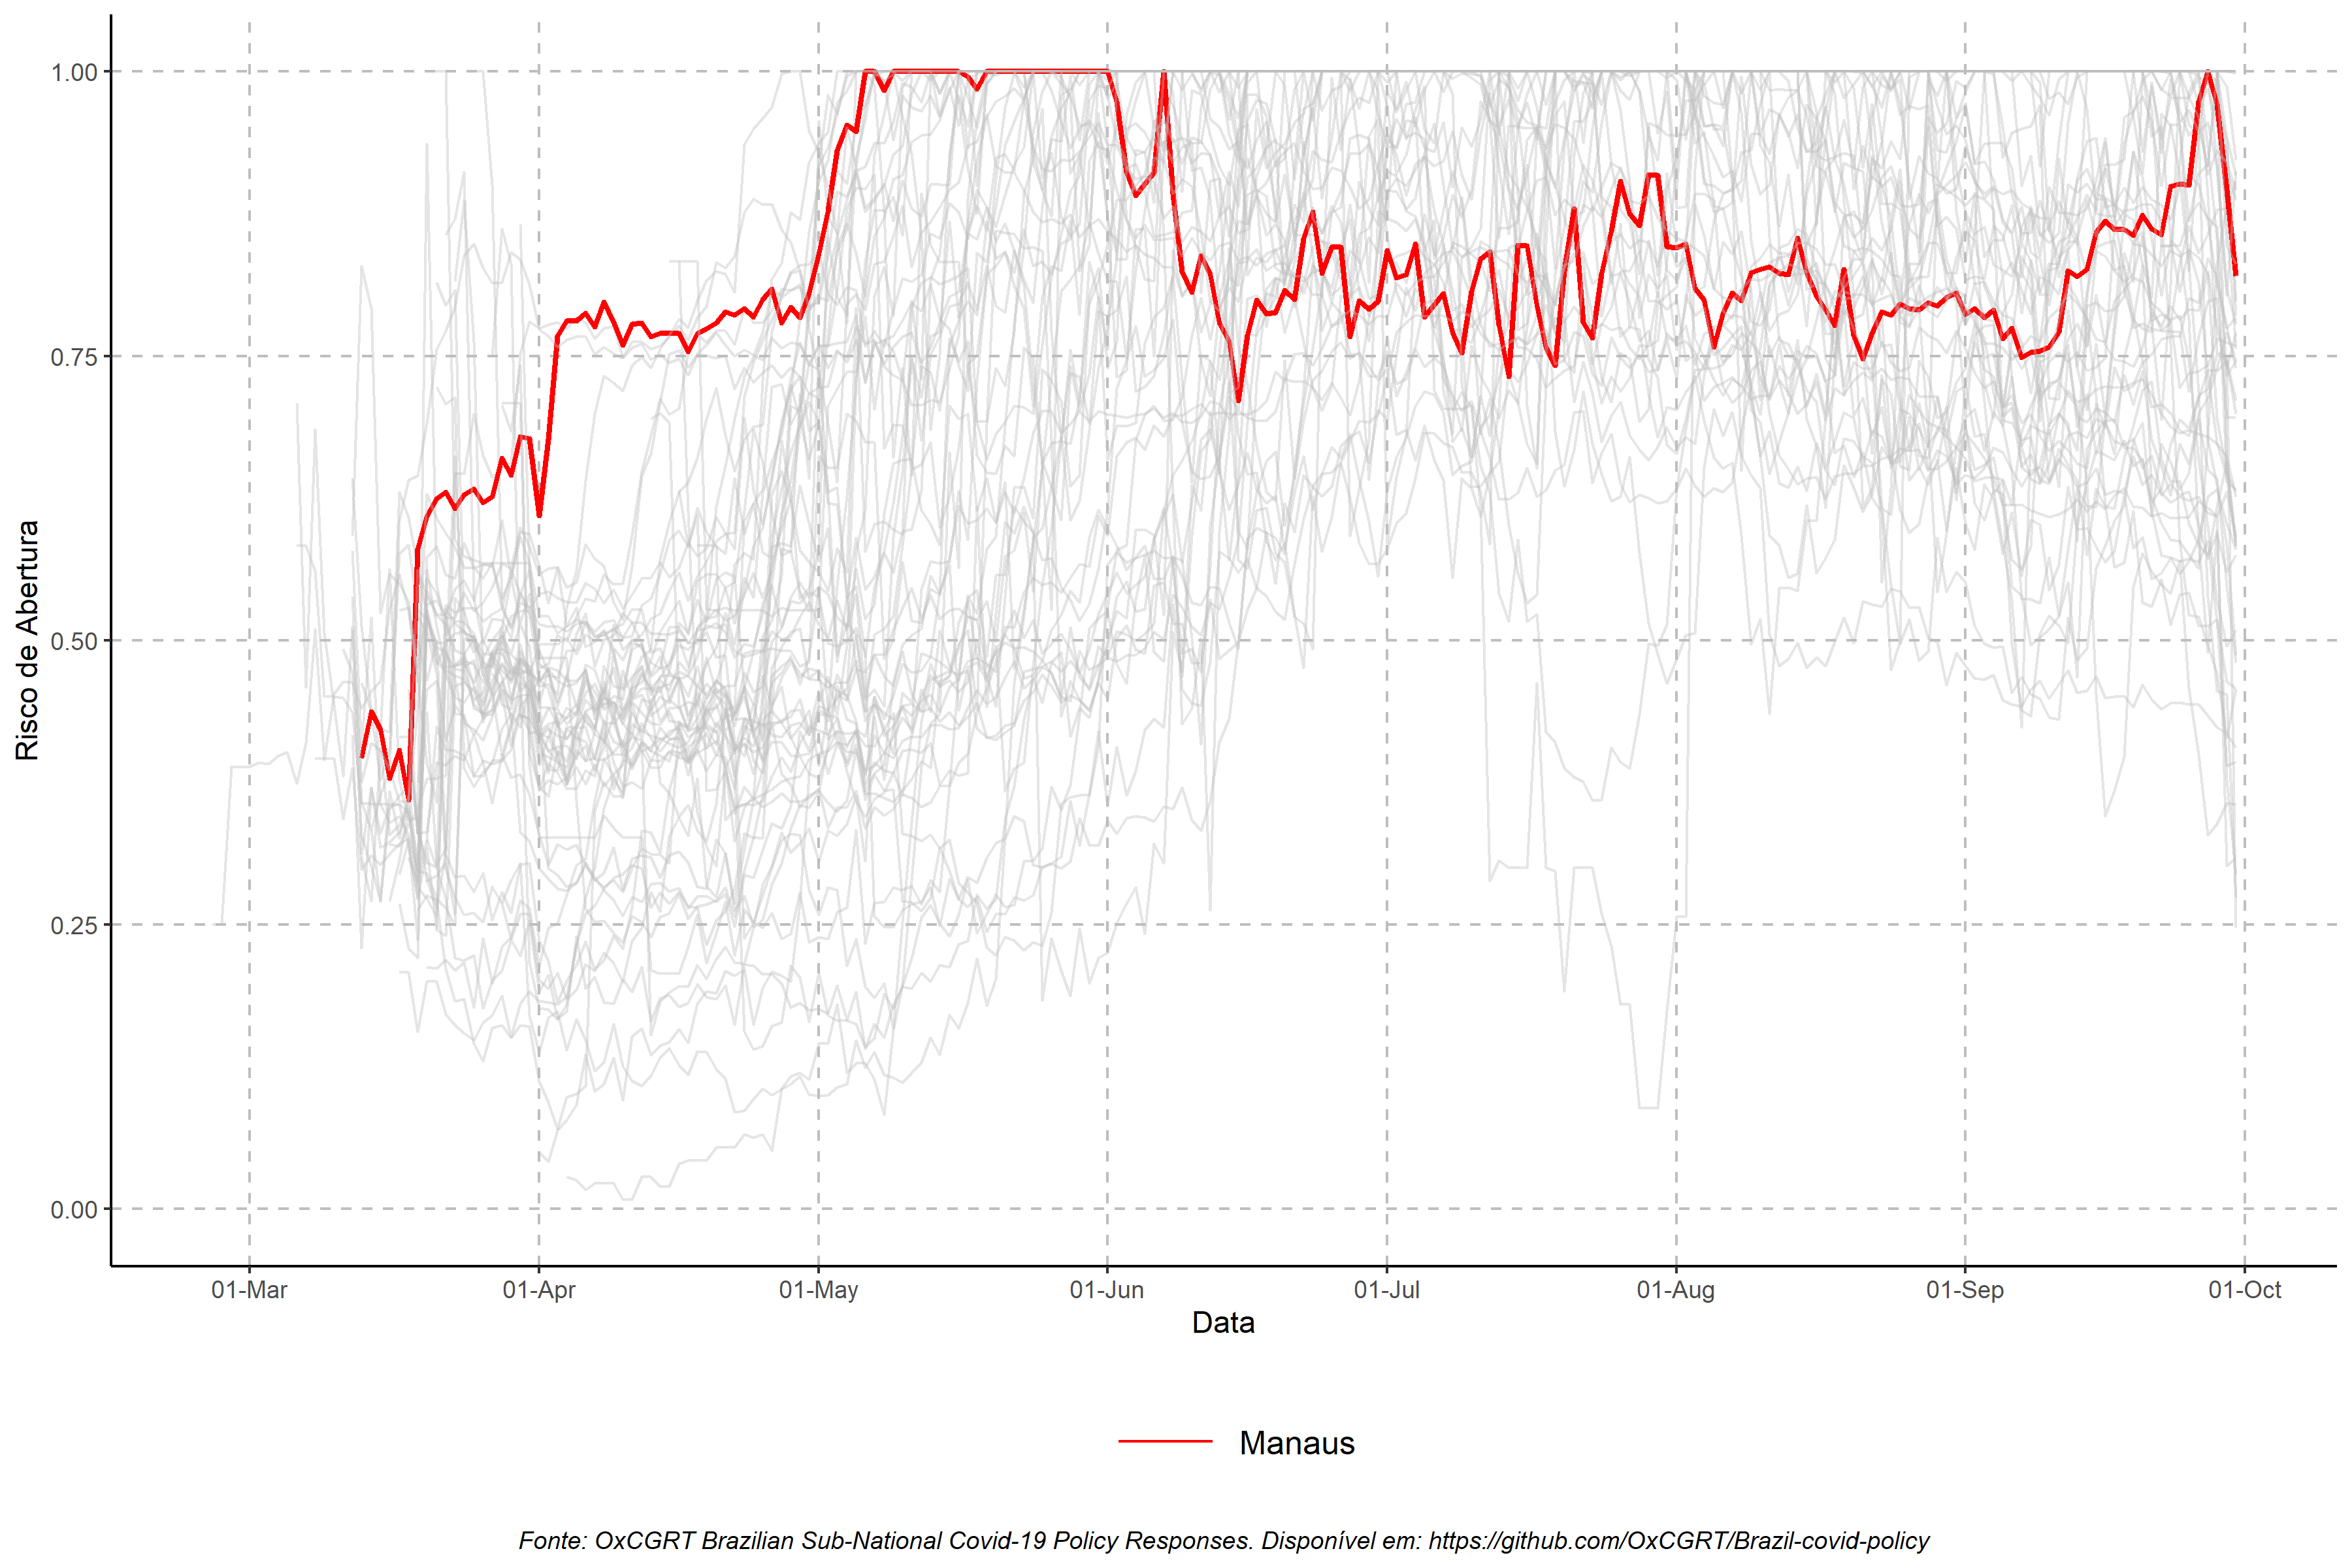 Risco de Abertura
1.00
0.75
0.50
0.25
0.00
01-Mar 01-Apr 01-May 01-Jun 01-Jul 01-Aug 01-Sep 01-Oct
Data
Manaus
Fonte: OxCGRT Brazilian Sub-National Covid-19 Policy Responses. Disponível em: https://github.com/OxCGRT/Brazil-covid-policy